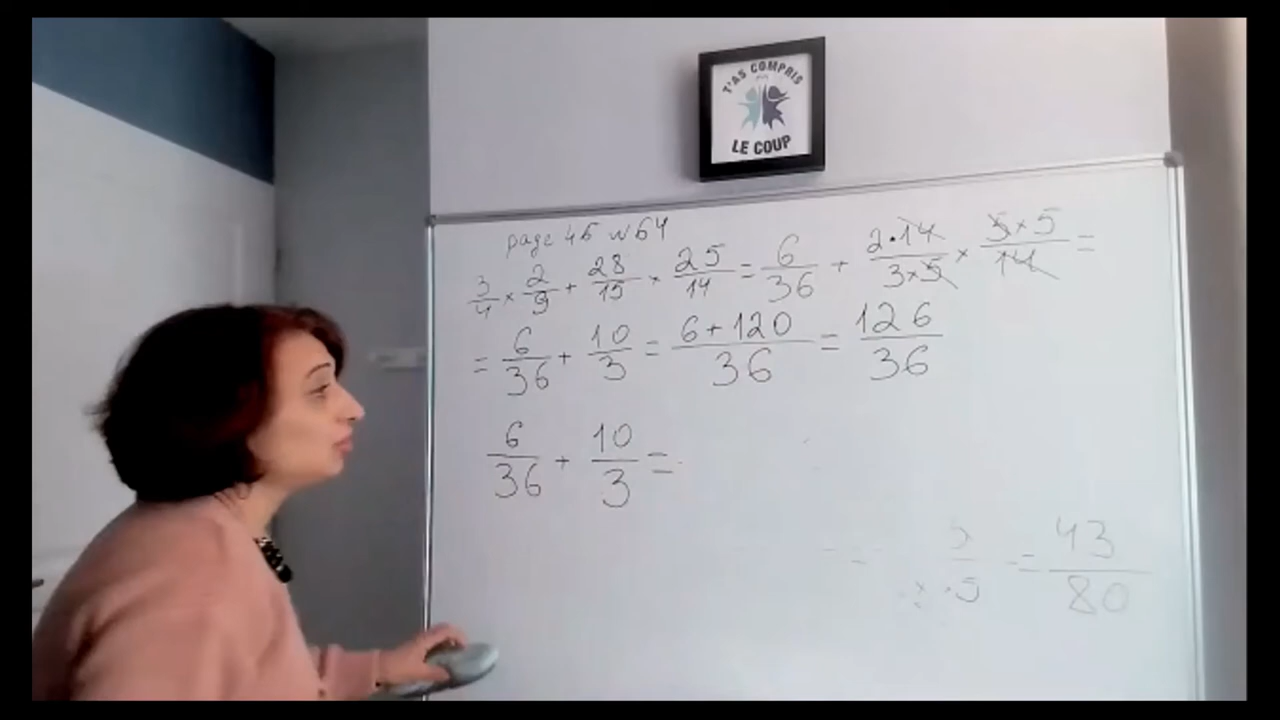 T'AS COMPRIS
LE COUP
page 46 N 64
3/4 × 2/9 + 28/15 × 25/14 = 6/36 + 2·14/3×5 × 5×5/14 =
= 6/36 + 10/3 = 6+120/36 = 126/36
6/36 + 10/3 =
= 43/80